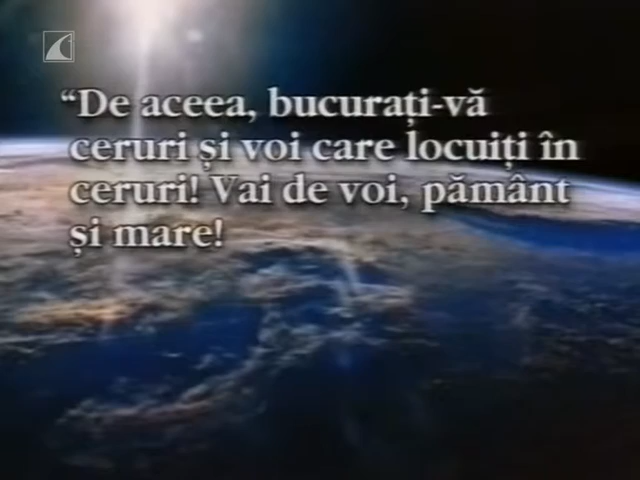 “De aceea, bucurați-vă
ceruri și voi care locuiți în
ceruri! Vai de voi, pământ
și mare!